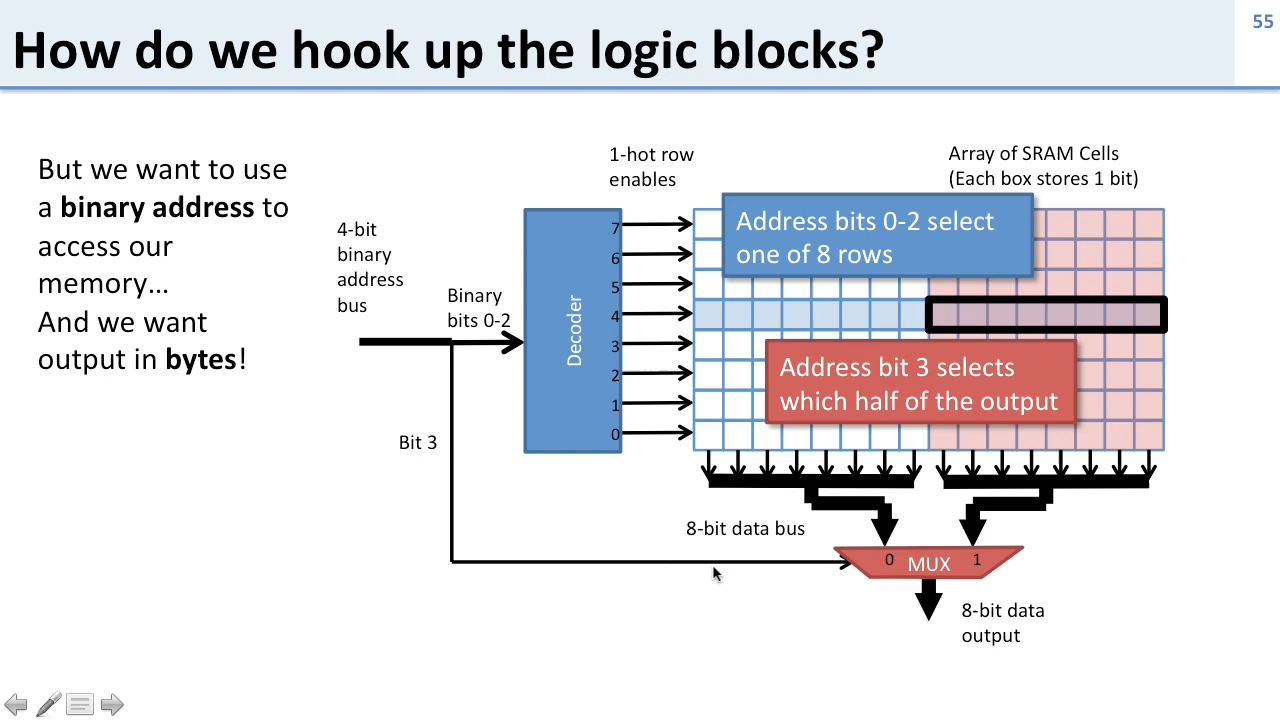 How do we hook up the logic blocks?
55
But we want to use
a binary address to
access our
memory…
And we want
output in bytes!
4-bit
binary
address
bus
Binary
bits 0-2
Bit 3
Decoder
1-hot row
enables
7
6
5
4
3
2
1
0
Array of SRAM Cells
(Each box stores 1 bit)
Address bits 0-2 select
one of 8 rows
Address bit 3 selects
which half of the output
8-bit data bus
0
MUX
1
8-bit data
output